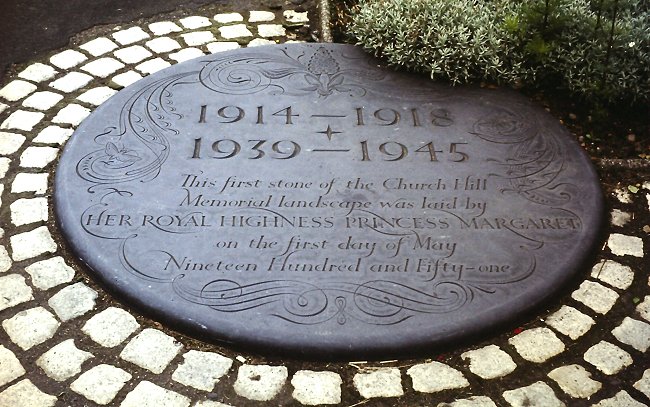 1914—1918
1939—1945
This first stone of the Church Hill
Memorial landscape was laid by
HER ROYAL HIGHNESS PRINCESS MARGARET
on the first day of May
Nineteen Hundred and Fifty-one